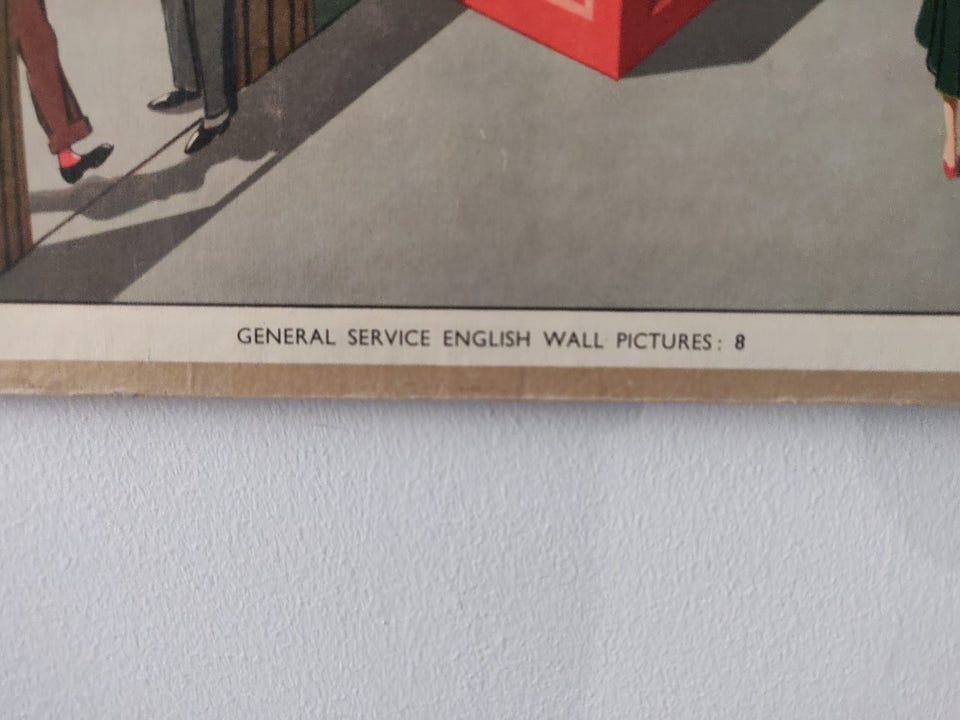 GENERAL SERVICE ENGLISH WALL PICTURES: 8